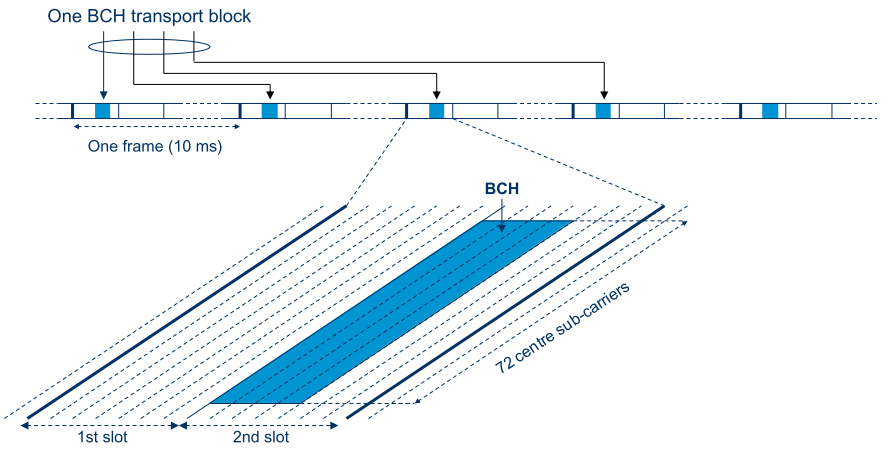 One BCH transport block
One frame (10 ms)
BCH
72 centre sub-carriers
1st slot
2nd slot